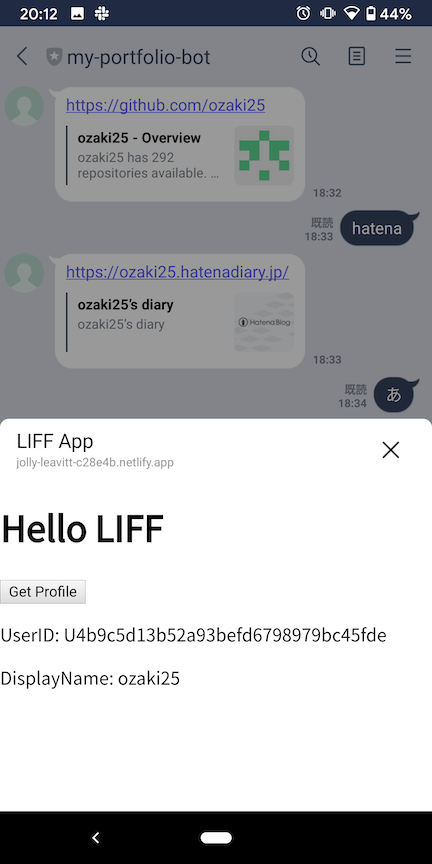 20:12
44%
my-portfolio-bot
https://github.com/ozaki25
ozaki25 - Overview
ozaki25 has 292
repositories available. ...
18:32
既読
18:33
hatena
https://ozaki25.hatenadiary.jp/
ozaki25's diary
ozaki25's diary
HatenaBlog
18:33
既読
18:34
あ
LIFF App
jolly-leavitt-c28e4b.netlify.app
Hello LIFF
Get Profile
UserID: U4b9c5d13b52a93befd6798979bc45fde
DisplayName: ozaki25